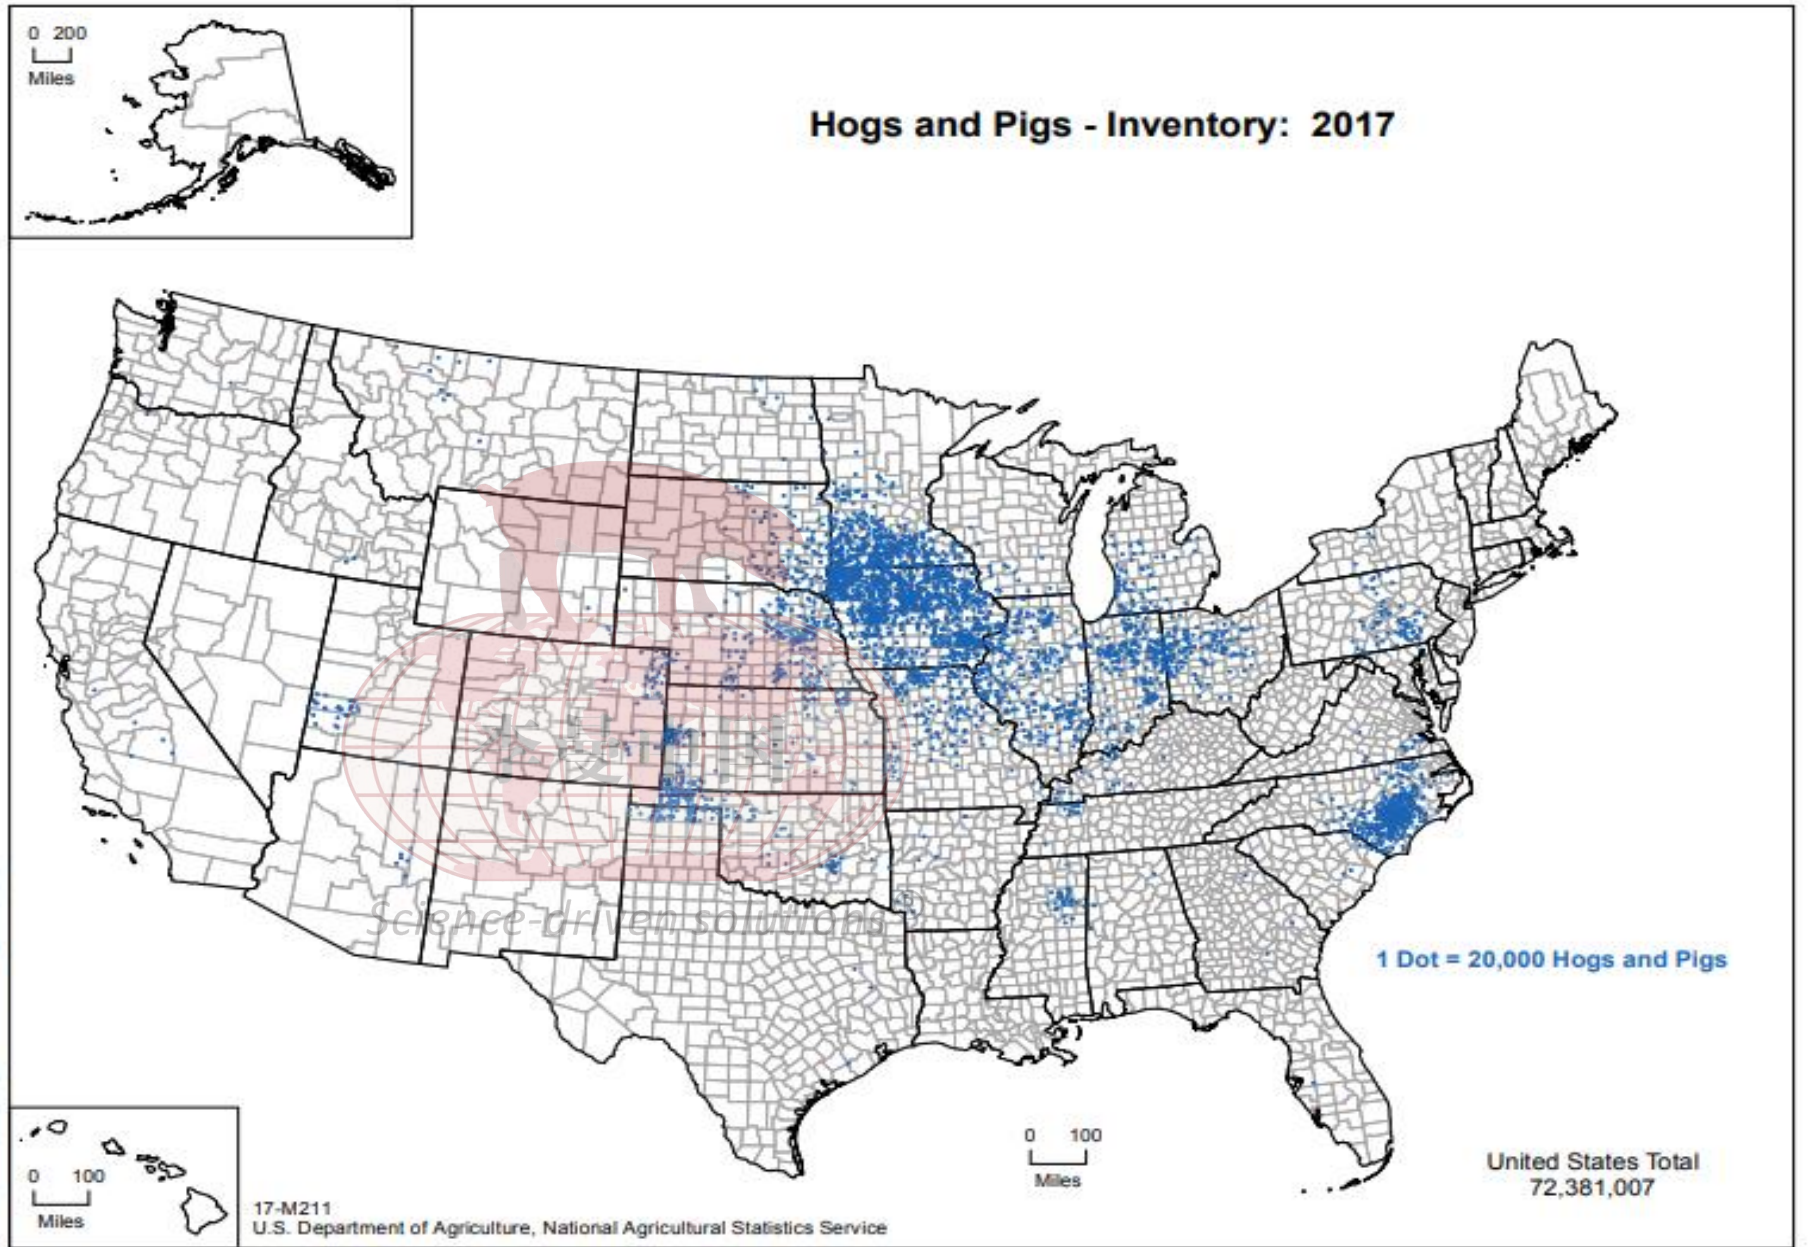 0 200
Miles
Hogs and Pigs - Inventory: 2017
Science-driven solutions
1 Dot = 20,000 Hogs and Pigs
0 100
Miles
United States Total
72,381,007
0 100
Miles
17-M211
U.S. Department of Agriculture, National Agricultural Statistics Service